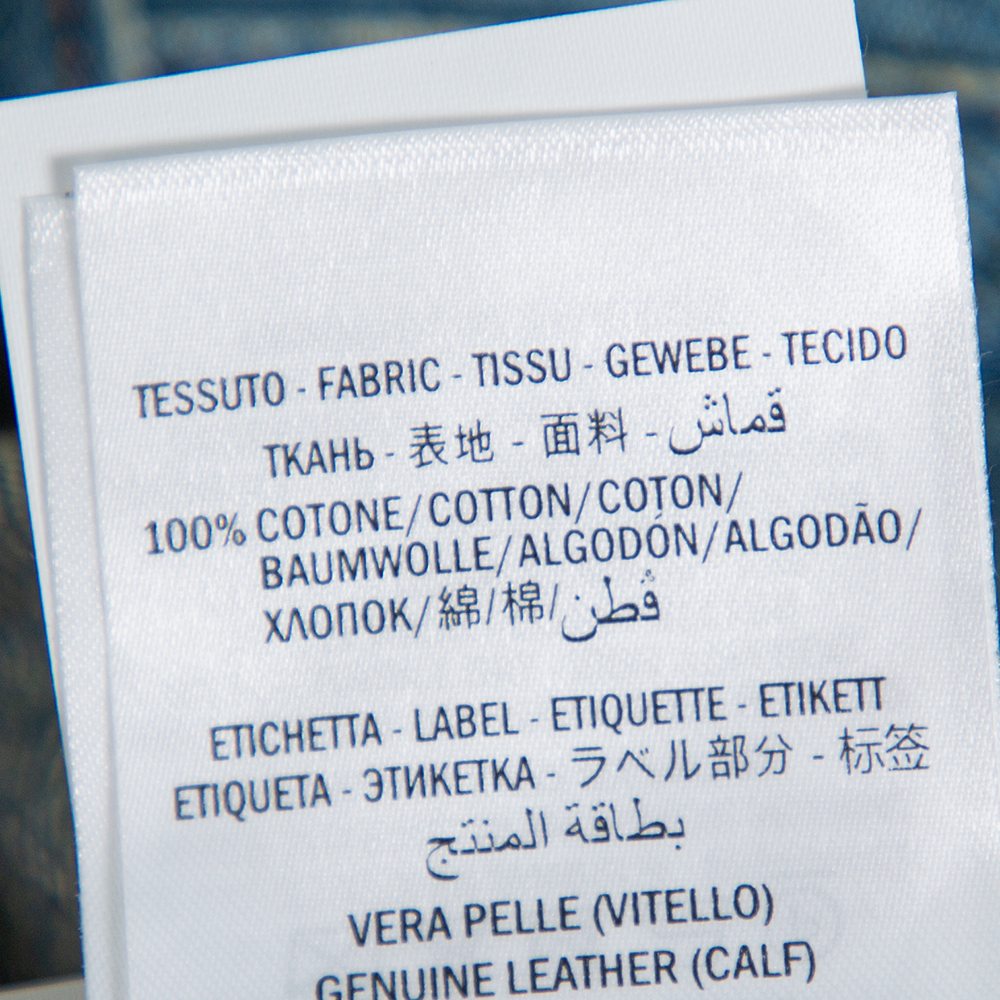 TESSUTO - FABRIC - TISSU - GEWEBE - TECIDO
ТКАНЬ - 表地 - 面料 - قماش
100% COTONE/COTTON/COTON/
BAUMWOLLE/ALGODÓN/ALGODÃO/
ХЛОПОК/綿/棉/قطن
ETICHETTA - LABEL - ETIQUETTE - ETIKETT
ETIQUETA - ЭТИКЕТКА - ラベル部分 - 标签
بطاقة المنتج
VERA PELLE (VITELLO)
GENUINE LEATHER (CALF)